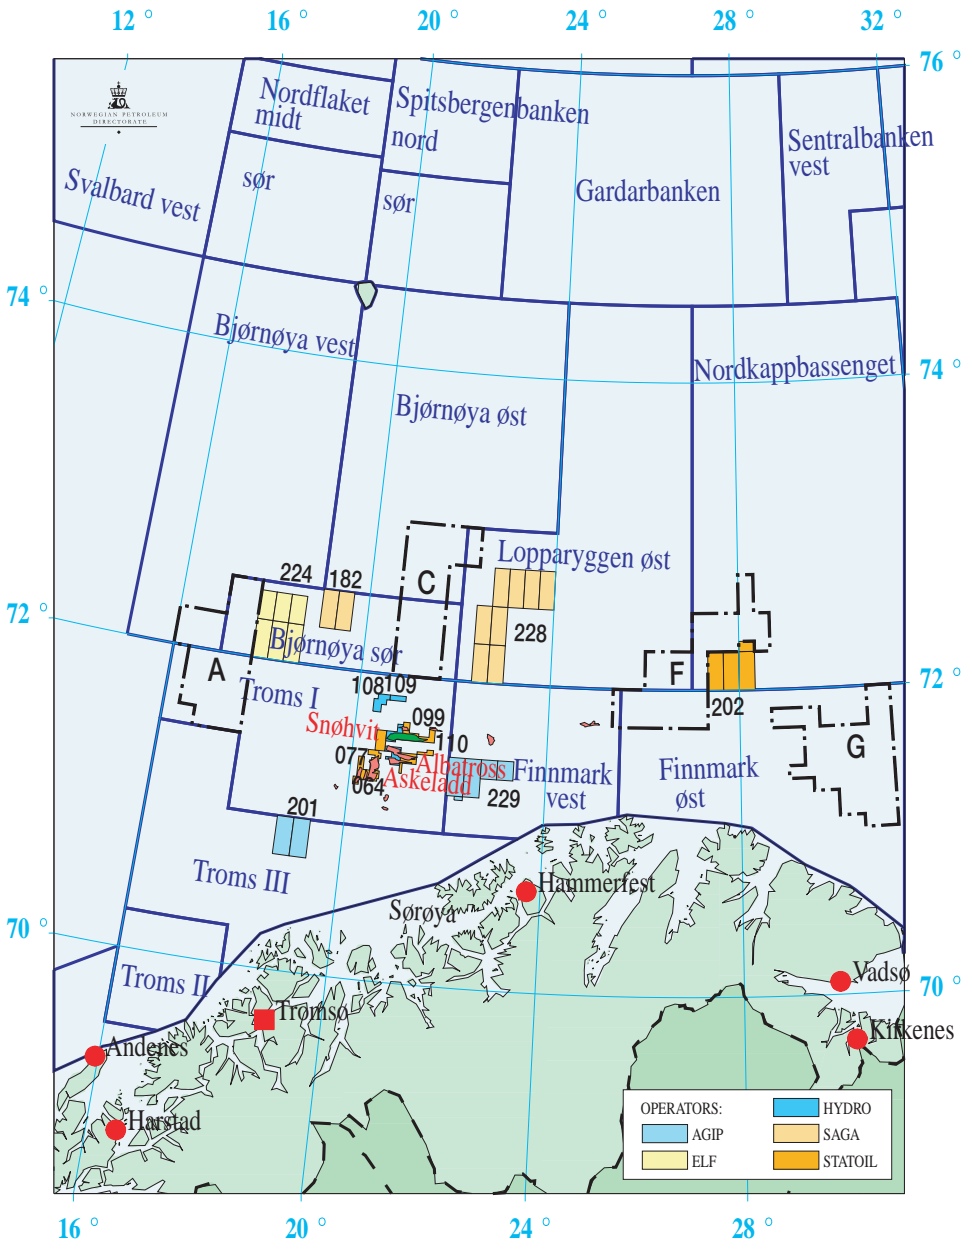 12 °
16 °
20 °
24 °
28 °
32 °
76 °
NORWEGIAN PETROLEUM
DIRECTORATE
Nordflaket
midt
Spitsbergenbanken
nord
Sentralbanken
vest
Svalbard vest
sør
sør
Gardarbanken
74 °
Bjørnøya vest
Nordkappbassenget
74 °
Bjørnøya øst
Lopparyggen øst
224
182
C
72 °
228
Bjørnøya sør
A
F
72 °
Troms I
108
109
202
Snøhvit
099
110
G
077
Albatross
Askeladd
064
Finnmark
vest
Finnmark
øst
201
229
Troms III
Hammerfest
Sørøya
70 °
Troms II
Vadsø
70 °
Tromsø
Kirkenes
Andenes
Harstad
OPERATORS:
HYDRO
AGIP
SAGA
ELF
STATOIL
16 °
20 °
24 °
28 °